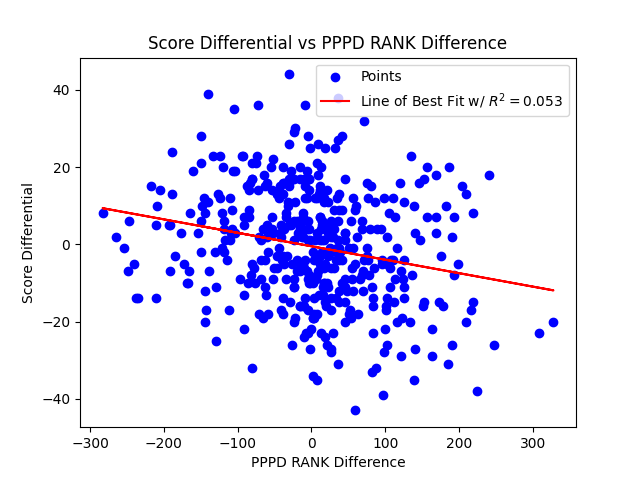 Score Differential vs PPPD RANK Difference
Points
Line of Best Fit w/ R² = 0.053
Score Differential
40
20
0
−20
−40
−300 −200 −100 0 100 200 300
PPPD RANK Difference